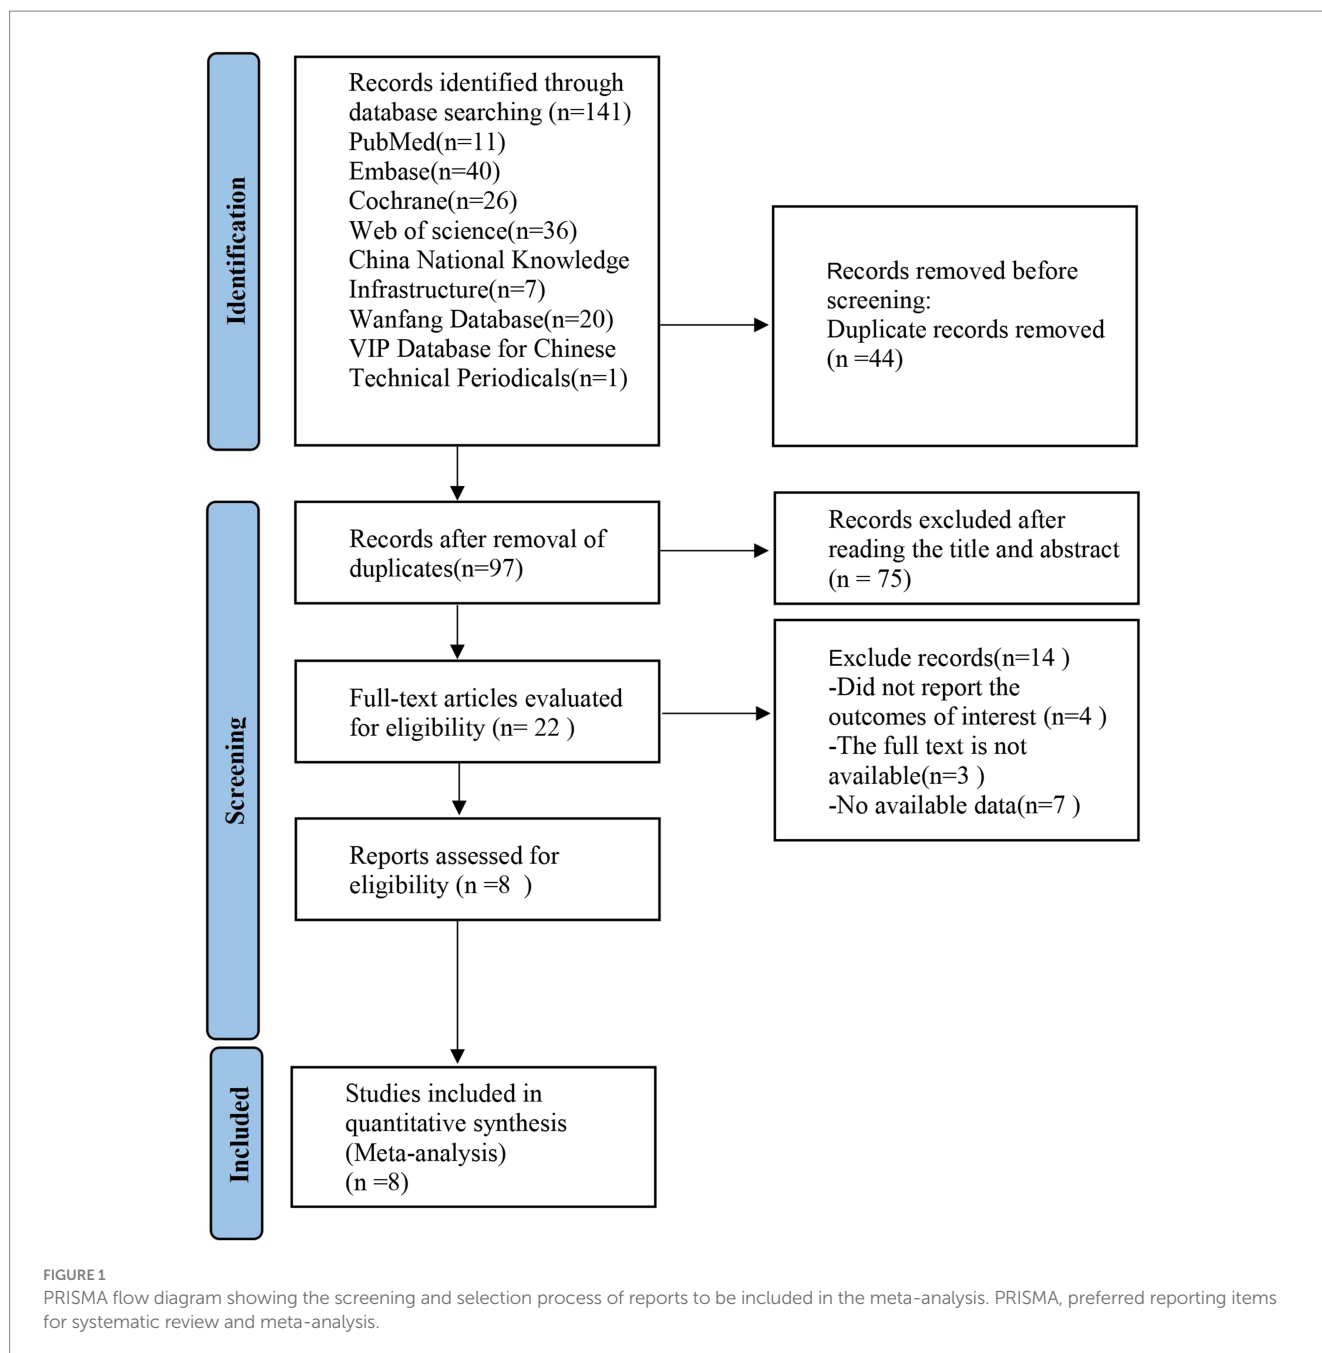 Identification
Records identified through
database searching (n=141)
PubMed(n=11)
Embase(n=40)
Cochrane(n=26)
Web of science(n=36)
China National Knowledge
Infrastructure(n=7)
Wanfang Database(n=20)
VIP Database for Chinese
Technical Periodicals(n=1)
Records removed before
screening:
Duplicate records removed
(n =44)
Screening
Records after removal of
duplicates(n=97)
Records excluded after
reading the title and abstract
(n = 75)
Full-text articles evaluated
for eligibility (n= 22 )
Exclude records(n=14 )
-Did not report the
outcomes of interest (n=4 )
-The full text is not
available(n=3 )
-No available data(n=7 )
Reports assessed for
eligibility (n =8  )
Included
Studies included in
quantitative synthesis
(Meta-analysis)
(n =8)
FIGURE 1
PRISMA flow diagram showing the screening and selection process of reports to be included in the meta-analysis. PRISMA, preferred reporting items
for systematic review and meta-analysis.